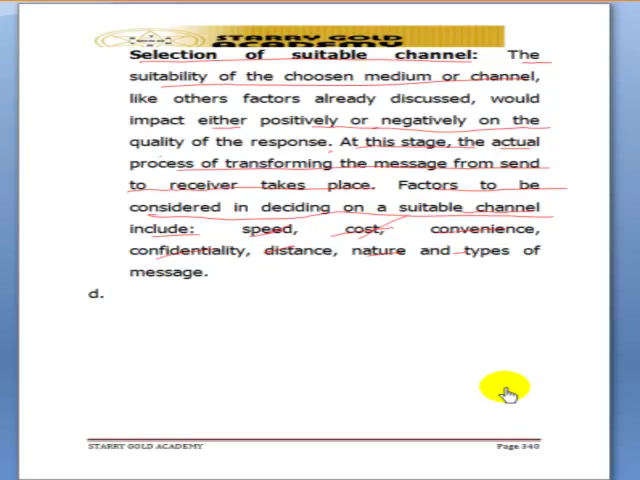 STARRY GOLD
ACADEMY
Selection of suitable channel: The
suitability of the choosen medium or channel,
like others factors already discussed, would
impact either positively or negatively on the
quality of the response. At this stage, the actual
process of transforming the message from send
to receiver takes place. Factors to be
considered in deciding on a suitable channel
include: speed, cost, convenience,
confidentiality, distance, nature and types of
message.
d.
STARRY GOLD ACADEMY Page 340